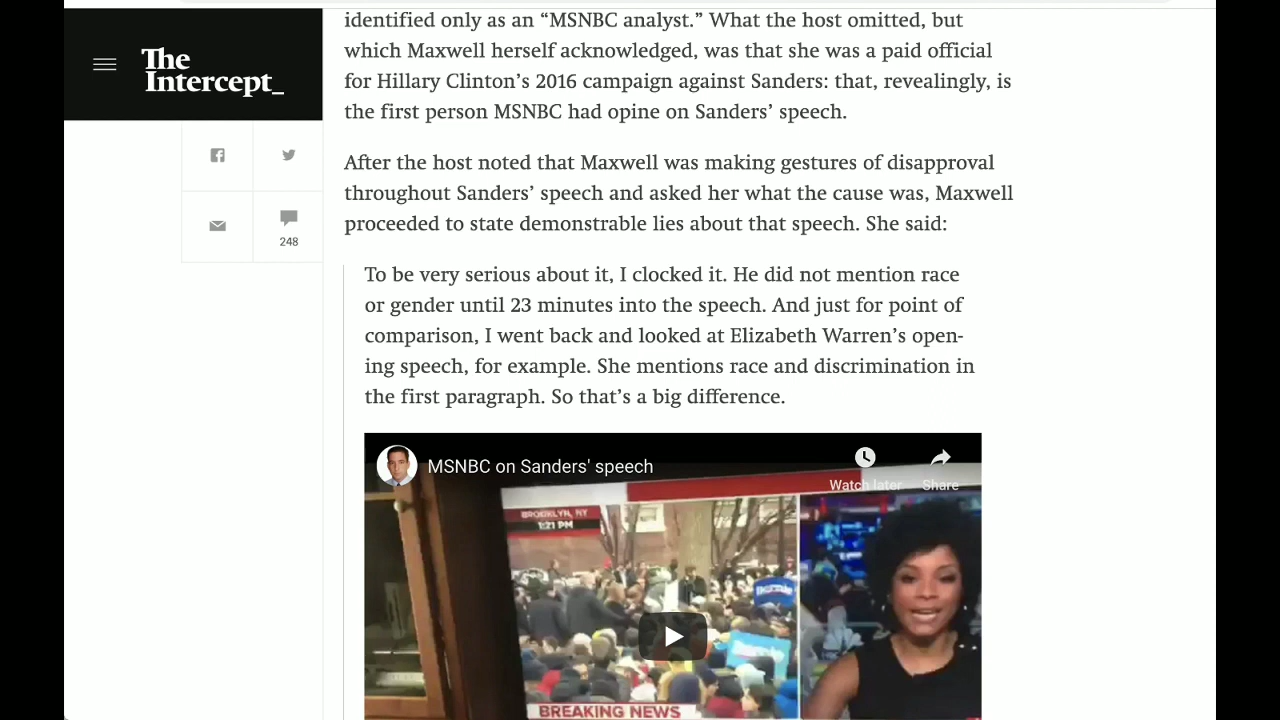 identified only as an “MSNBC analyst.” What the host omitted, but
which Maxwell herself acknowledged, was that she was a paid official
for Hillary Clinton’s 2016 campaign against Sanders: that, revealingly, is
the first person MSNBC had opine on Sanders’ speech.
The
Intercept_
After the host noted that Maxwell was making gestures of disapproval
throughout Sanders’ speech and asked her what the cause was, Maxwell
proceeded to state demonstrable lies about that speech. She said:
248
To be very serious about it, I clocked it. He did not mention race
or gender until 23 minutes into the speech. And just for point of
comparison, I went back and looked at Elizabeth Warren’s open-
ing speech, for example. She mentions race and discrimination in
the first paragraph. So that’s a big difference.
MSNBC on Sanders' speech
Watch later
Share
BROOKLYN, NY
1:21 PM
BREAKING NEWS